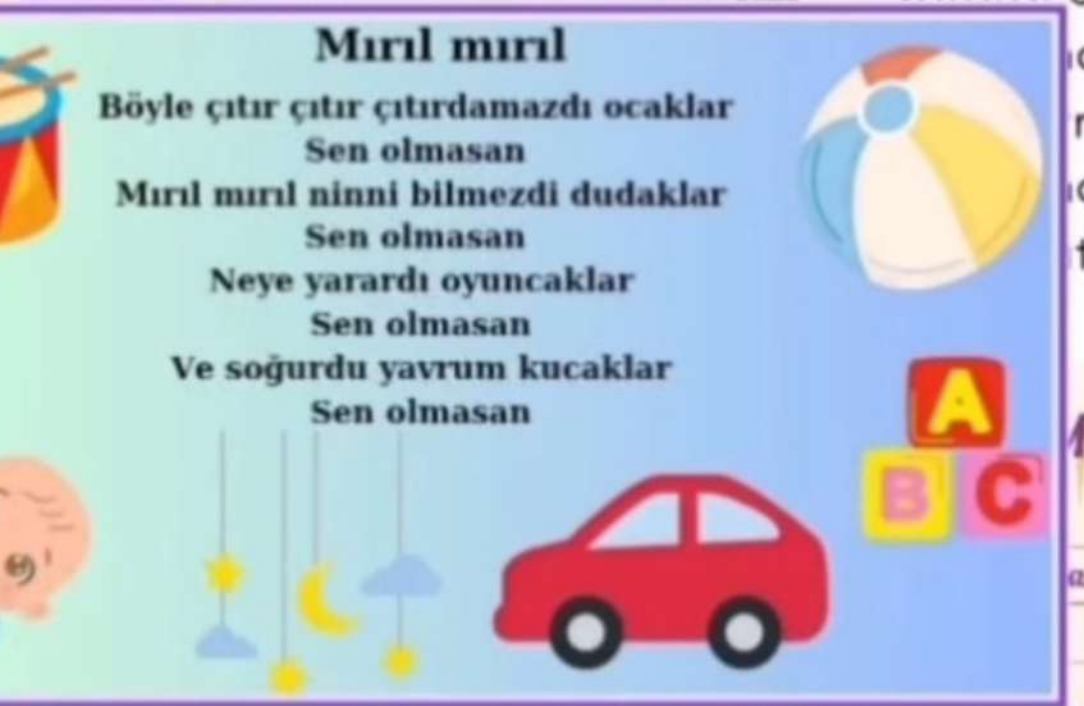 Mırıl mırıl
Böyle çıtır çıtır çıtırdamazdı ocaklar
Sen olmasan
Mırıl mırıl ninni bilmezdi dudaklar
Sen olmasan
Neye yarardı oyuncaklar
Sen olmasan
Ve soğurdu yavrum kucaklar
Sen olmasan
A
B C